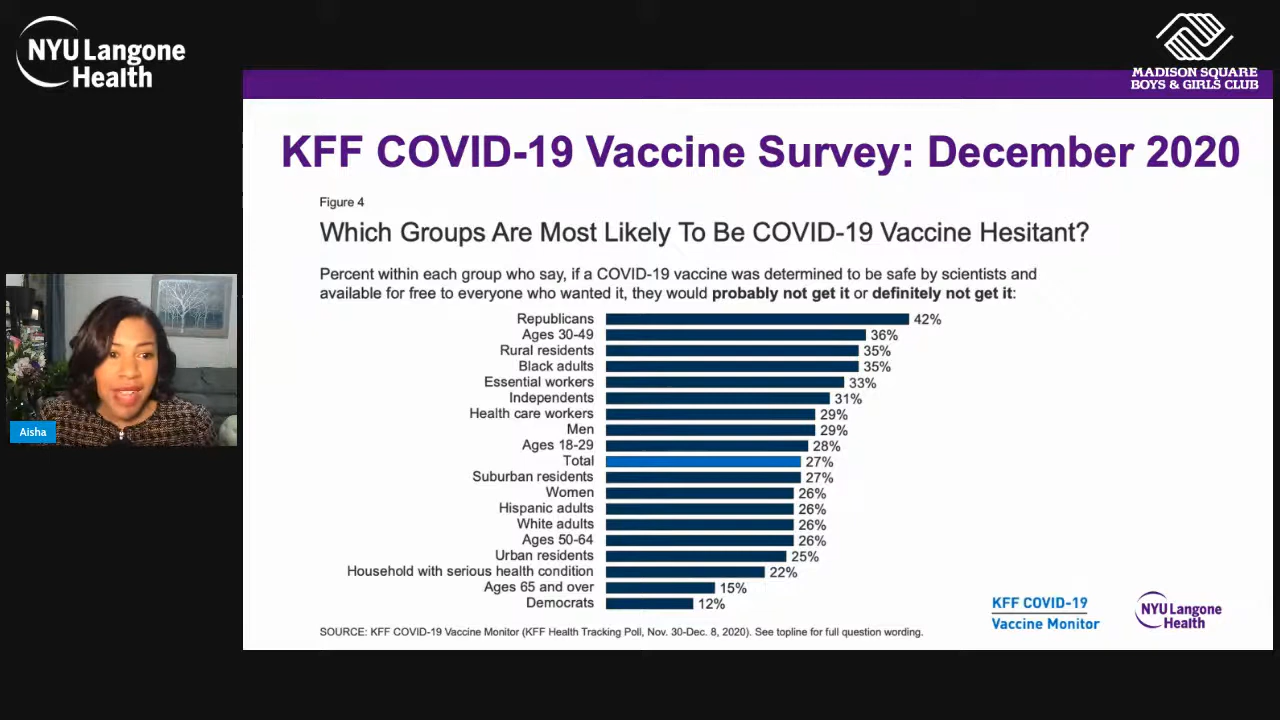 NYU Langone
Health
MADISON SQUARE
BOYS & GIRLS CLUB
KFF COVID-19 Vaccine Survey: December 2020
Figure 4
Which Groups Are Most Likely To Be COVID-19 Vaccine Hesitant?
Percent within each group who say, if a COVID-19 vaccine was determined to be safe by scientists and
available for free to everyone who wanted it, they would probably not get it or definitely not get it:
Republicans 42%
Ages 30-49 36%
Rural residents 35%
Black adults 35%
Essential workers 33%
Independents 31%
Health care workers 29%
Men 29%
Ages 18-29 28%
Total 27%
Suburban residents 27%
Women 26%
Hispanic adults 26%
White adults 26%
Ages 50-64 26%
Urban residents 25%
Household with serious health condition 22%
Ages 65 and over 15%
Democrats 12%
Aisha
SOURCE: KFF COVID-19 Vaccine Monitor (KFF Health Tracking Poll, Nov. 30-Dec. 8, 2020). See topline for full question wording.
KFF COVID-19
Vaccine Monitor
NYU Langone
Health